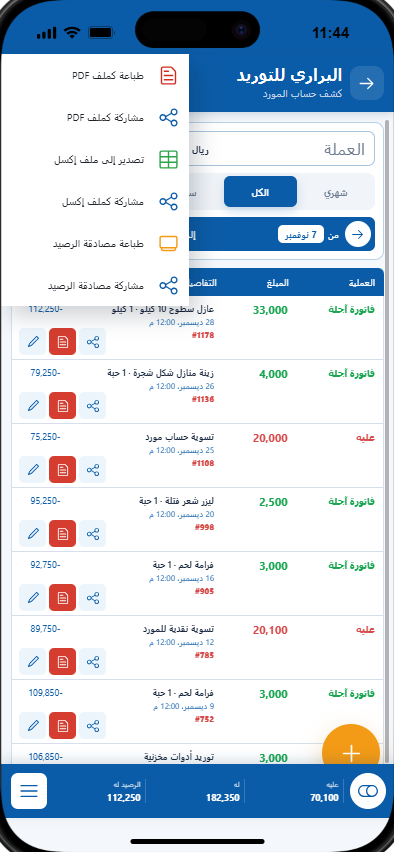 11:44
البراري للتوريد
كشف حساب المورد
طباعة كملف PDF
مشاركة كملف PDF
تصدير إلى ملف إكسل
مشاركة كملف إكسل
طباعة مصادقة الرصيد
مشاركة مصادقة الرصيد
العملة
ريال
شهري
الكل
من
7 نوفمبر
العملية
المبلغ
التفاصيل
فاتورة آجلة
33,000
عازل سطوح 10 كيلو · 1 كيلو
28 ديسمبر، 12:00 م
#1178
-112,250
فاتورة آجلة
4,000
زينة منازل شكل شجرة · 1 حبة
26 ديسمبر، 12:00 م
#1136
-79,250
عليه
20,000
تسوية حساب مورد
25 ديسمبر، 12:00 م
#1108
-75,250
فاتورة آجلة
2,500
ليزر شعر فتلة · 1 حبة
20 ديسمبر، 12:00 م
#998
-95,250
فاتورة آجلة
3,000
فرامة لحم · 1 حبة
16 ديسمبر، 12:00 م
#905
-92,750
عليه
20,100
تسوية نقدية للمورد
12 ديسمبر، 12:00 م
#785
-89,750
فاتورة آجلة
3,000
فرامة لحم · 1 حبة
9 ديسمبر، 12:00 م
#752
-109,850
3,000
توريد أدوات مخزنية
-106,850
عليه
70,100
له
182,350
الرصيد له
112,250